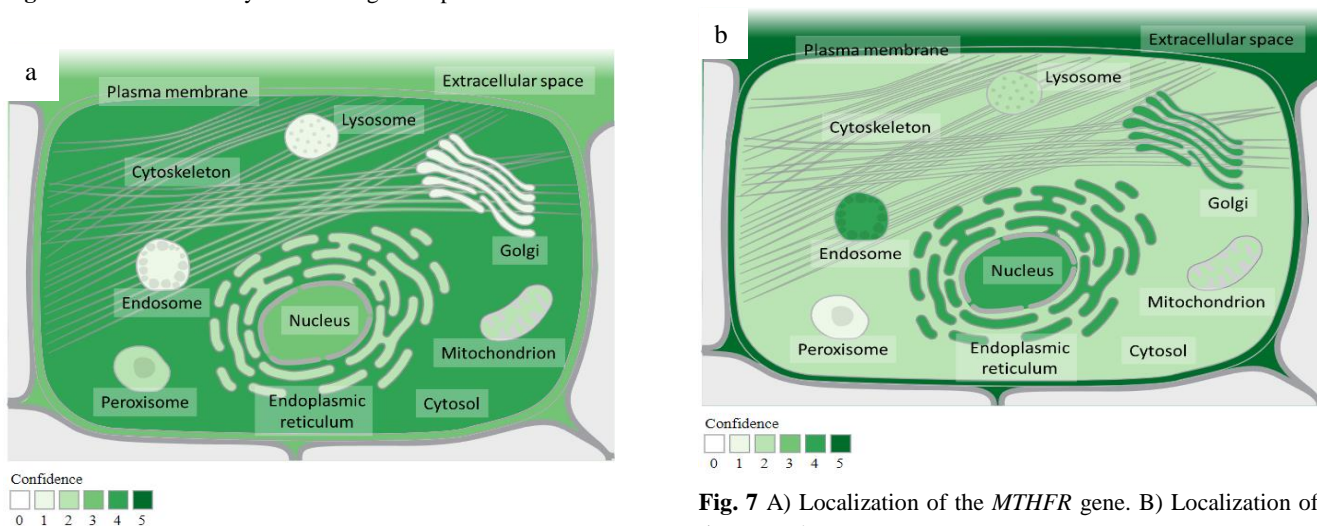 a
Plasma membrane
Extracellular space
Lysosome
Cytoskeleton
Golgi
Endosome
Nucleus
Mitochondrion
Peroxisome
Endoplasmic
reticulum
Cytosol
Confidence
0 1 2 3 4 5
b
Plasma membrane
Extracellular space
Lysosome
Cytoskeleton
Golgi
Endosome
Nucleus
Mitochondrion
Peroxisome
Endoplasmic
reticulum
Cytosol
Confidence
0 1 2 3 4 5
Fig. 7 A) Localization of the MTHFR gene. B) Localization of